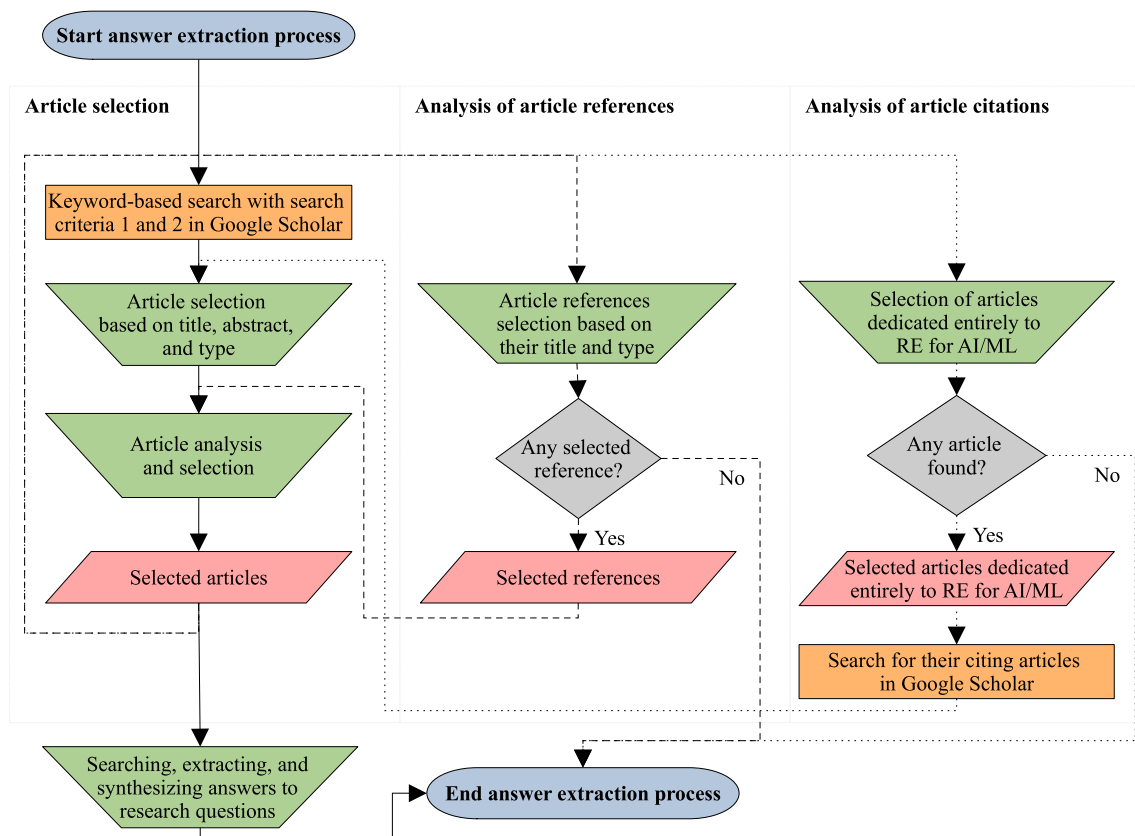 Start answer extraction process
Article selection
Analysis of article references
Analysis of article citations
Keyword-based search with search
criteria 1 and 2 in Google Scholar
Article selection
based on title, abstract,
and type
Article references
selection based on
their title and type
Selection of articles
dedicated entirely to
RE for AI/ML
Article analysis
and selection
Any selected
reference?
No
Any article
found?
No
Yes
Yes
Selected articles
Selected references
Selected articles dedicated
entirely to RE for AI/ML
Search for their citing articles
in Google Scholar
Searching, extracting, and
synthesizing answers to
research questions
End answer extraction process